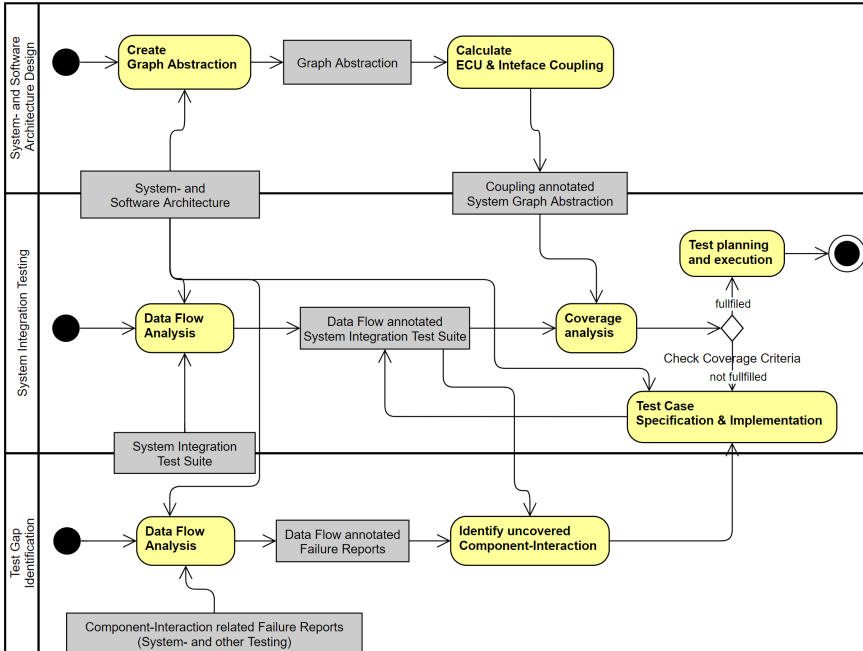 System- and Software
Architecture Design
Create
Graph Abstraction
Graph Abstraction
Calculate
ECU & Inteface Coupling
System- and
Software Architecture
Coupling annotated
System Graph Abstraction
System Integration Testing
Test planning
and execution
fullfiled
Data Flow
Analysis
Data Flow annotated
System Integration Test Suite
Coverage
analysis
Check Coverage Criteria
not fullfilled
Test Case
Specification & Implementation
System Integration
Test Suite
Test Gap
Identification
Data Flow
Analysis
Data Flow annotated
Failure Reports
Identify uncovered
Component-Interaction
Component-Interaction related Failure Reports
(System- and other Testing)